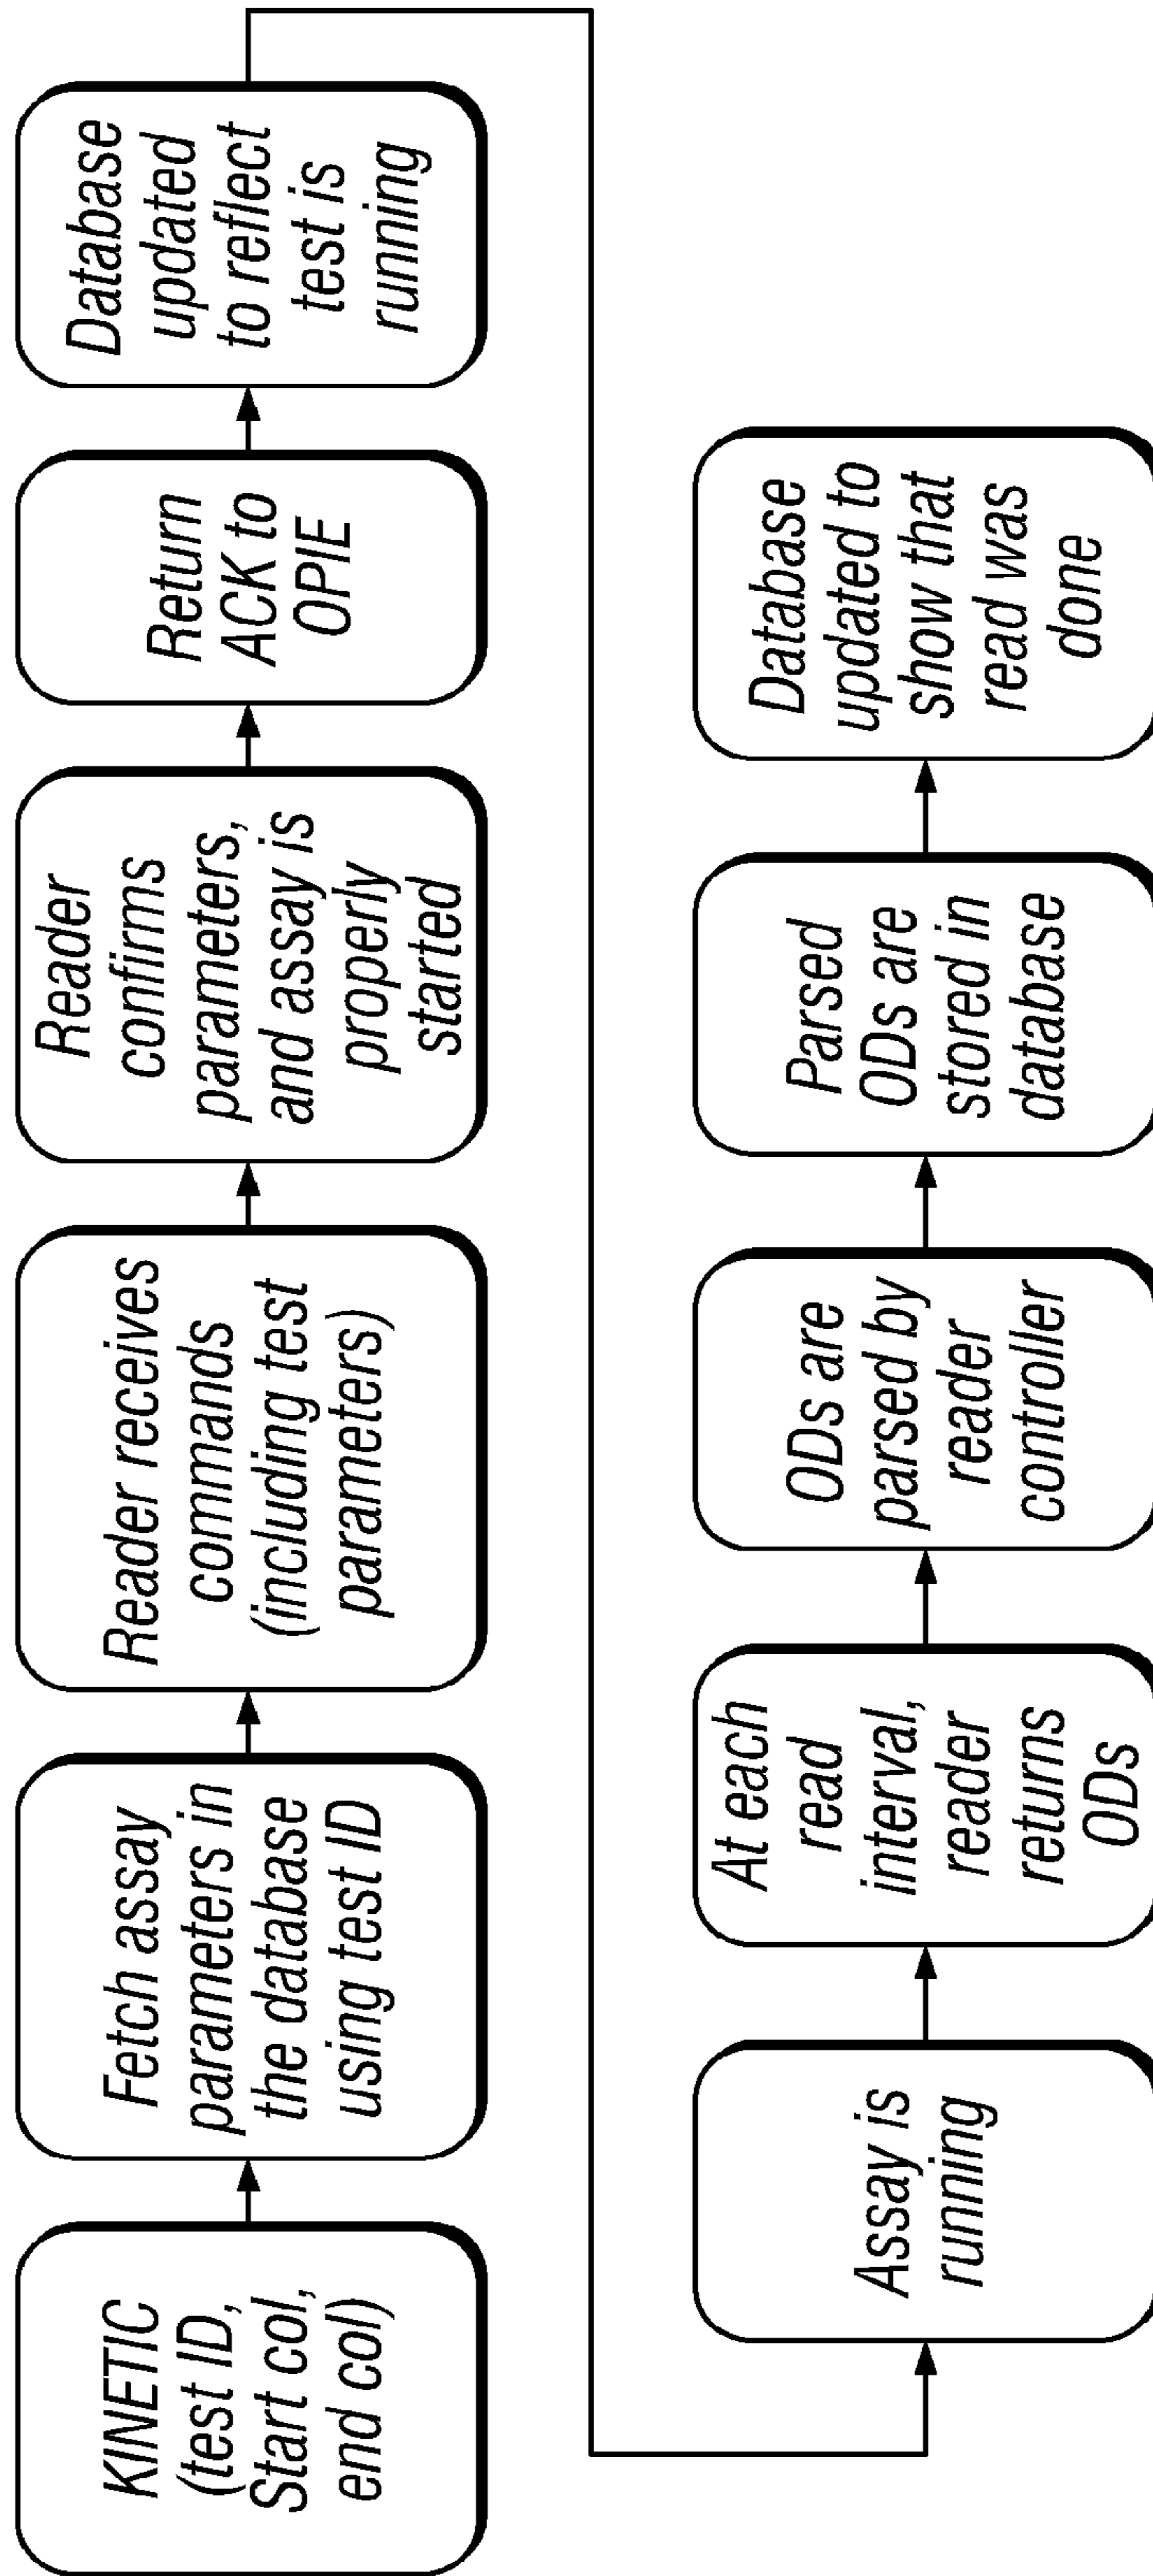 KINETIC
(test ID,
Start col,
end col)
Fetch assay
parameters in
the database
using test ID
Reader receives
commands
(including test
parameters)
Reader
confirms
parameters,
and assay is
properly
started
Return
ACK to
OPIE
Database
updated
to reflect
test is
running
Assay is
running
At each
read
interval,
reader
returns
ODs
ODs are
parsed by
reader
controller
Parsed
ODs are
stored in
database
Database
updated to
show that
read was
done